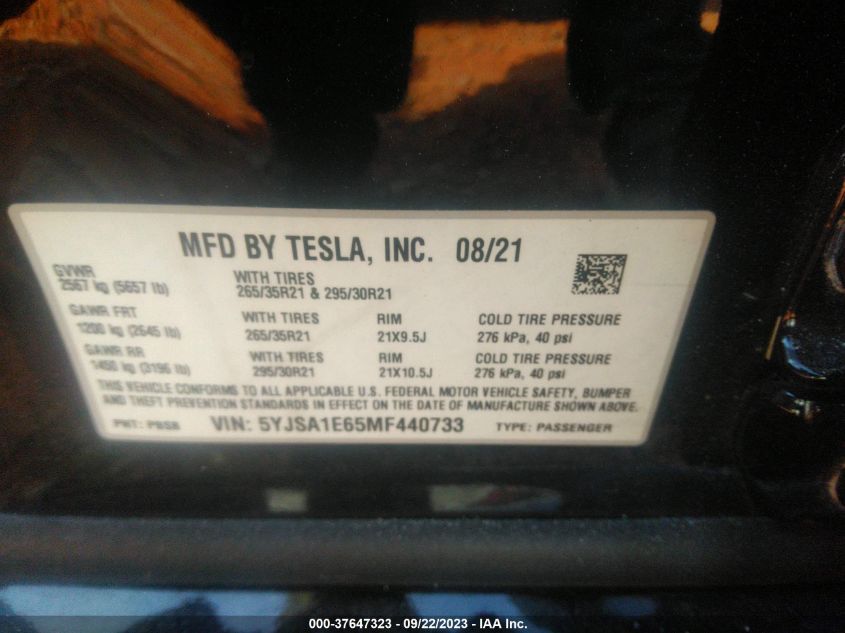 MFD BY TESLA, INC. 08/21
GVWR
2567 kg (5657 lb)
WITH TIRES
265/35R21 & 295/30R21
GAWR FRT
1200 kg (2645 lb)
WITH TIRES
265/35R21
RIM
21X9.5J
COLD TIRE PRESSURE
276 kPa, 40 psi
GAWR RR
1450 kg (3196 lb)
WITH TIRES
295/30R21
RIM
21X10.5J
COLD TIRE PRESSURE
276 kPa, 40 psi
THIS VEHICLE CONFORMS TO ALL APPLICABLE U.S. FEDERAL MOTOR VEHICLE SAFETY, BUMPER
AND THEFT PREVENTION STANDARDS IN EFFECT ON THE DATE OF MANUFACTURE SHOWN ABOVE.
PNT: PBSB VIN: 5YJSA1E65MF440733 TYPE: PASSENGER
000-37647323 - 09/22/2023 - IAA Inc.